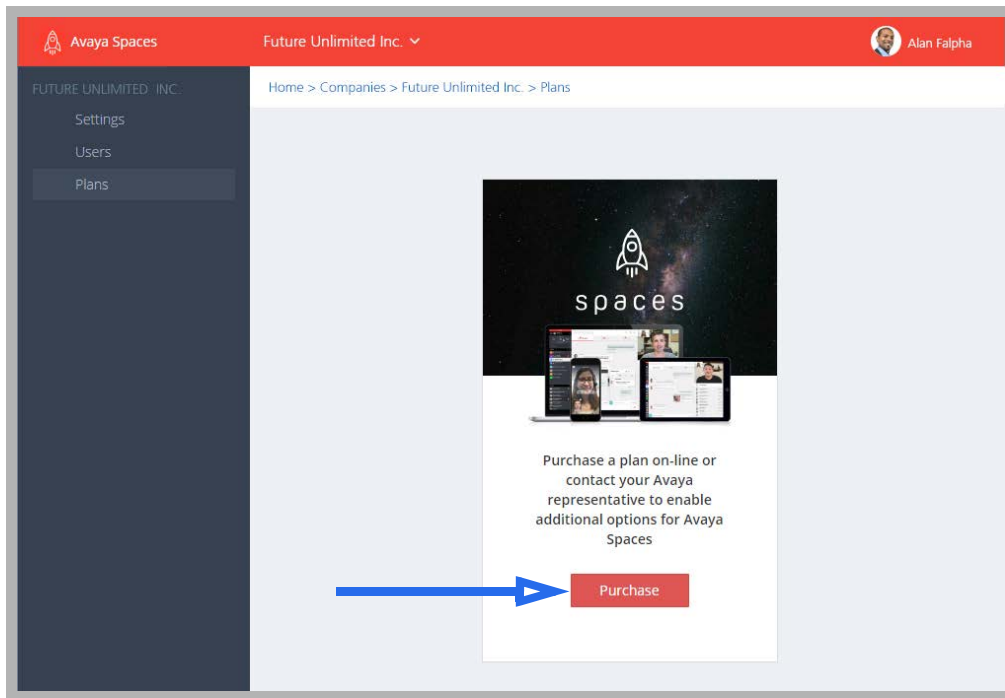 Avaya Spaces
Future Unlimited Inc.
Alan Falpha
FUTURE UNLIMITED INC.
Home > Companies > Future Unlimited Inc. > Plans
Settings
Users
Plans
spaces
Purchase a plan on-line or
contact your Avaya
representative to enable
additional options for Avaya
Spaces
Purchase